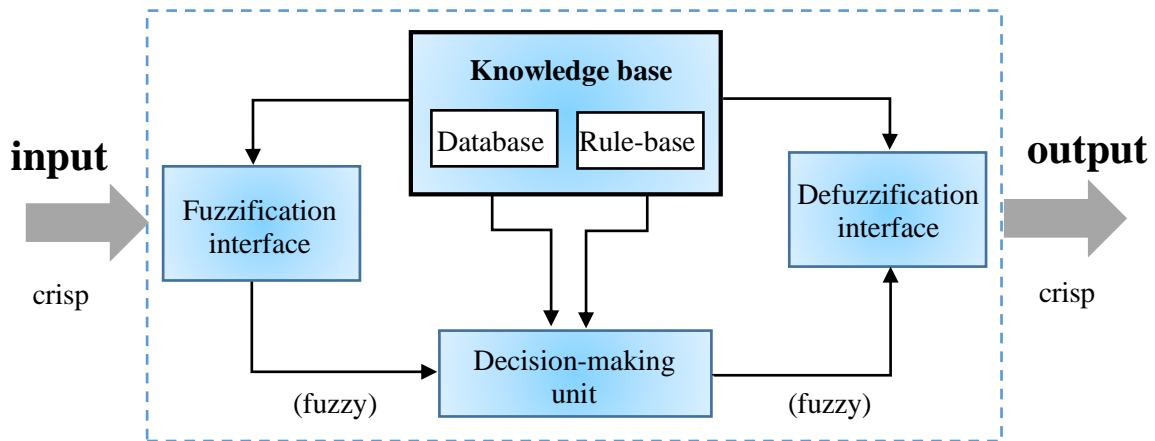 Knowledge base
Database
Rule-base
input
output
Fuzzification
interface
Defuzzification
interface
crisp
crisp
Decision-making
unit
(fuzzy)
(fuzzy)